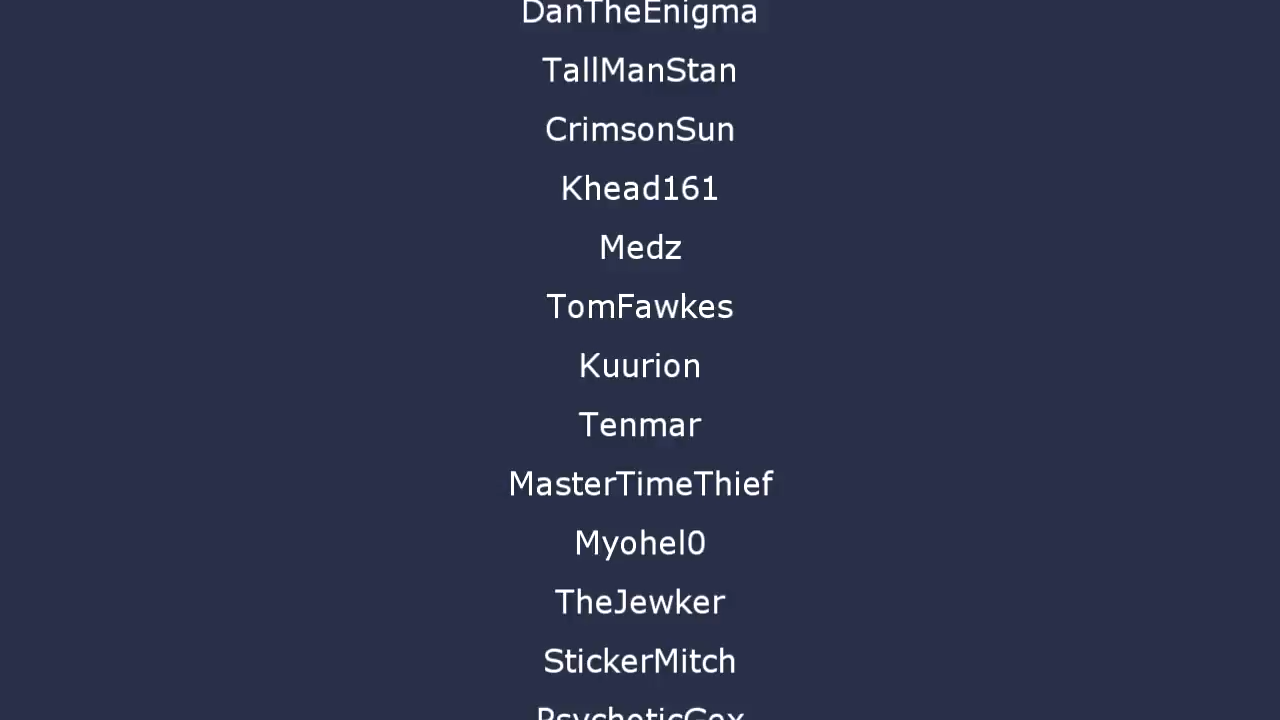 DanTheEnigma
TallManStan
CrimsonSun
Khead161
Medz
TomFawkes
Kuurion
Tenmar
MasterTimeThief
Myohel0
TheJewker
StickerMitch